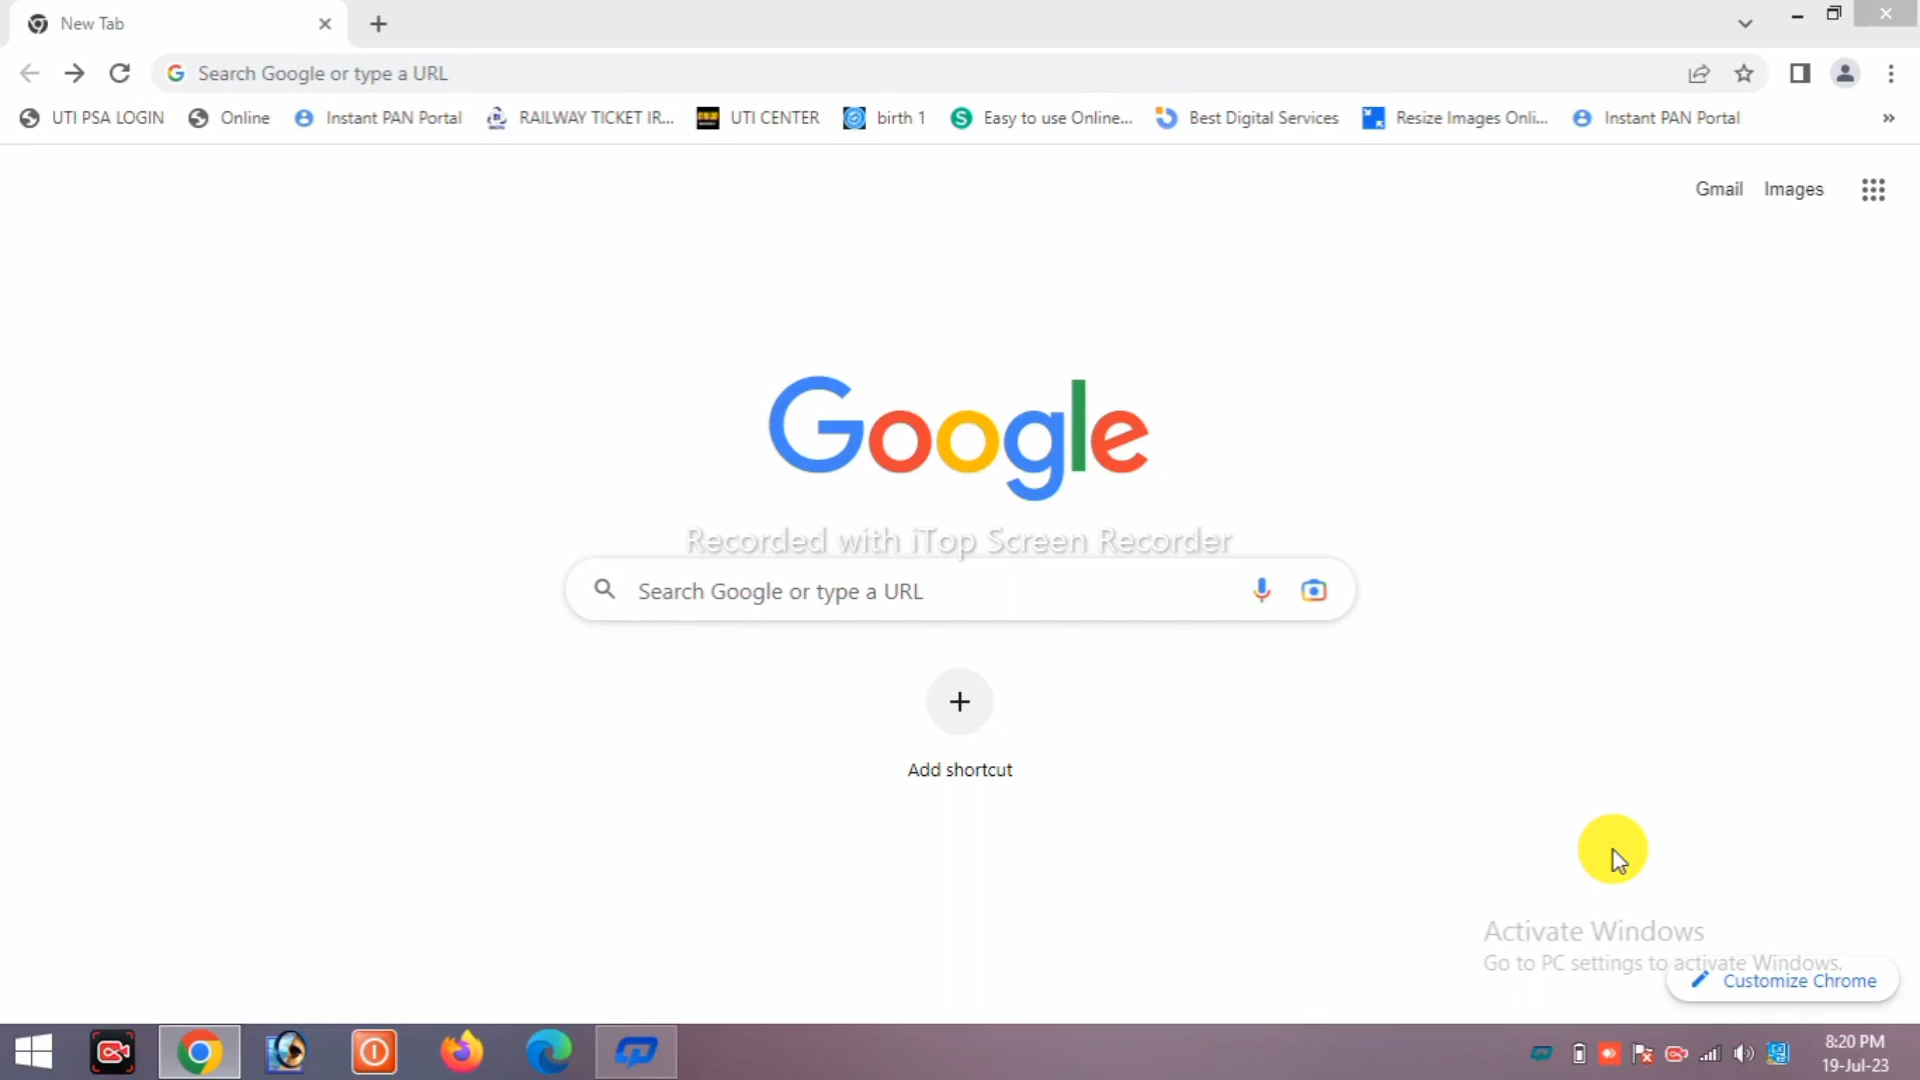 New Tab
Search Google or type a URL
UTI PSA LOGIN Online Instant PAN Portal RAILWAY TICKET IR... UTI CENTER birth 1 Easy to use Online... Best Digital Services Resize Images Onli... Instant PAN Portal »
Gmail Images
Google
Recorded with iTop Screen Recorder
Search Google or type a URL
Add shortcut
Activate Windows
Go to PC settings to activate Windows.
Customize Chrome
8:20 PM
19-Jul-23